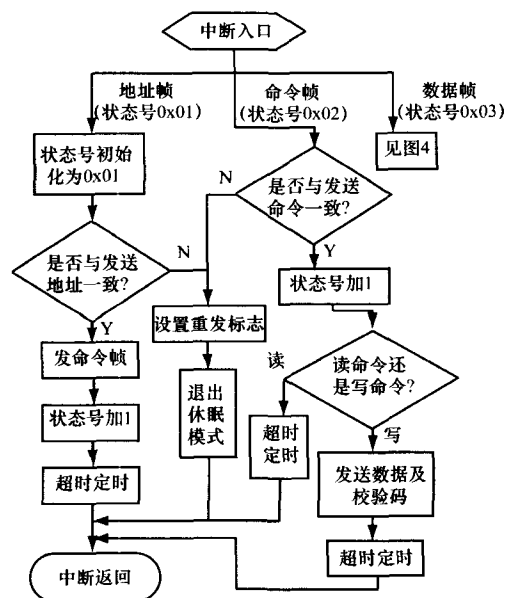 中断入口
地址帧
(状态号0x01)
命令帧
(状态号0x02)
数据帧
(状态号0x03)
状态号初始
化为0x01
见图4
N
是否与发送
命令一致?
是否与发送
地址一致?
N
Y
状态号加1
设置重发标志
Y
发命令帧
读
读命令还
是写命令?
退出
休眠
模式
状态号加1
超时
定时
写
超时定时
发送数据及
校验码
超时定时
中断返回